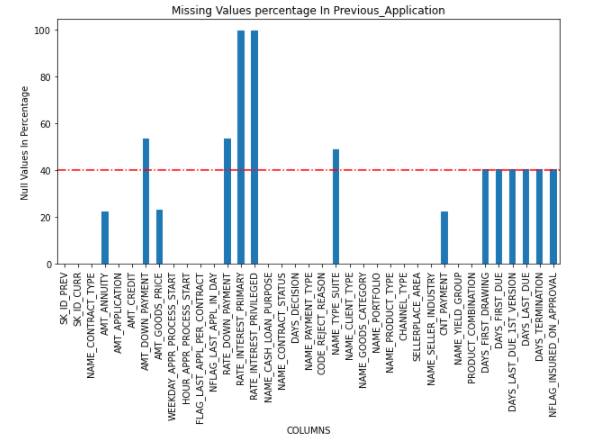 Missing Values percentage In Previous_Application
100
80
60
40
20
0
Null Values In Percentage
SK_ID_PREV
SK_ID_CURR
NAME_CONTRACT_TYPE
AMT_ANNUITY
AMT_APPLICATION
AMT_CREDIT
AMT_DOWN_PAYMENT
AMT_GOODS_PRICE
WEEKDAY_APPR_PROCESS_START
HOUR_APPR_PROCESS_START
FLAG_LAST_APPL_PER_CONTRACT
NFLAG_LAST_APPL_IN_DAY
RATE_DOWN_PAYMENT
RATE_INTEREST_PRIMARY
RATE_INTEREST_PRIVILEGED
NAME_CASH_LOAN_PURPOSE
NAME_CONTRACT_STATUS
DAYS_DECISION
NAME_PAYMENT_TYPE
CODE_REJECT_REASON
NAME_TYPE_SUITE
NAME_CLIENT_TYPE
NAME_GOODS_CATEGORY
NAME_PORTFOLIO
NAME_PRODUCT_TYPE
CHANNEL_TYPE
SELLERPLACE_AREA
NAME_SELLER_INDUSTRY
CNT_PAYMENT
NAME_YIELD_GROUP
PRODUCT_COMBINATION
DAYS_FIRST_DRAWING
DAYS_FIRST_DUE
DAYS_LAST_DUE_1ST_VERSION
DAYS_LAST_DUE
DAYS_TERMINATION
NFLAG_INSURED_ON_APPROVAL
COLUMNS